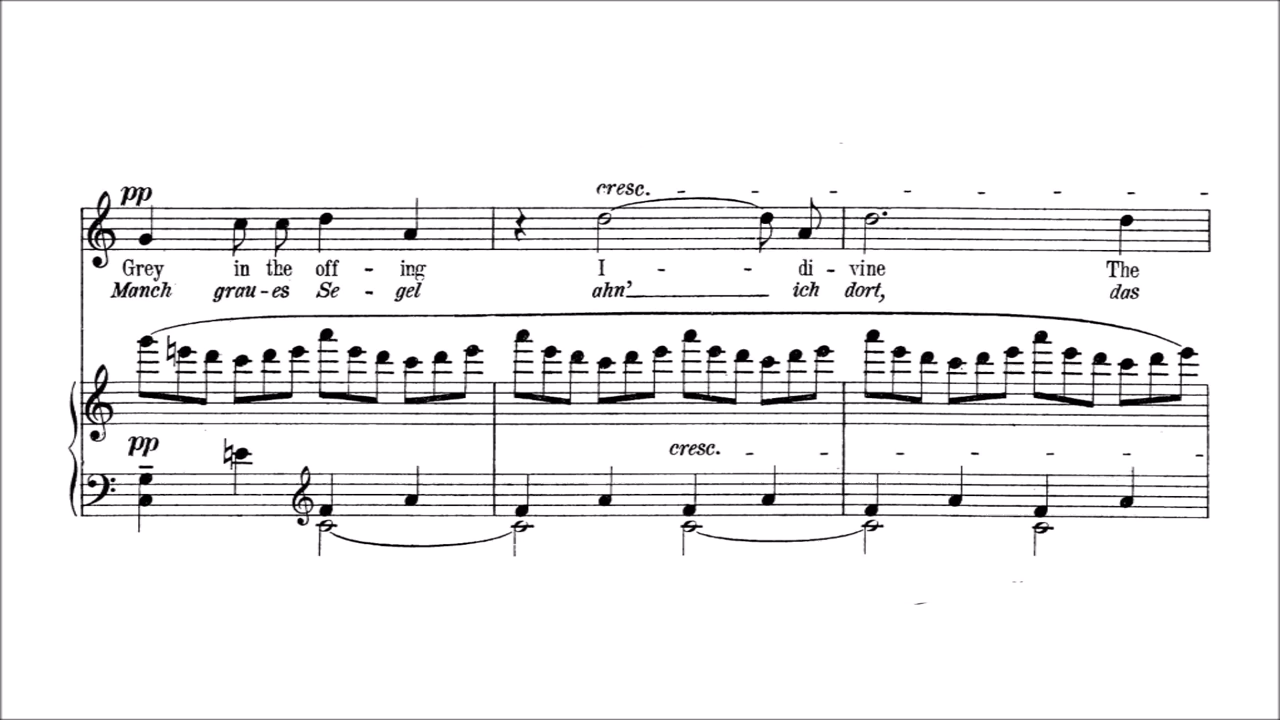 pp
cresc. - - - - - - - -
Grey in the off - ing I - - di - vine The
Manch grau - es Se - gel ahn' ich dort, das
pp
cresc. - - - - - - -